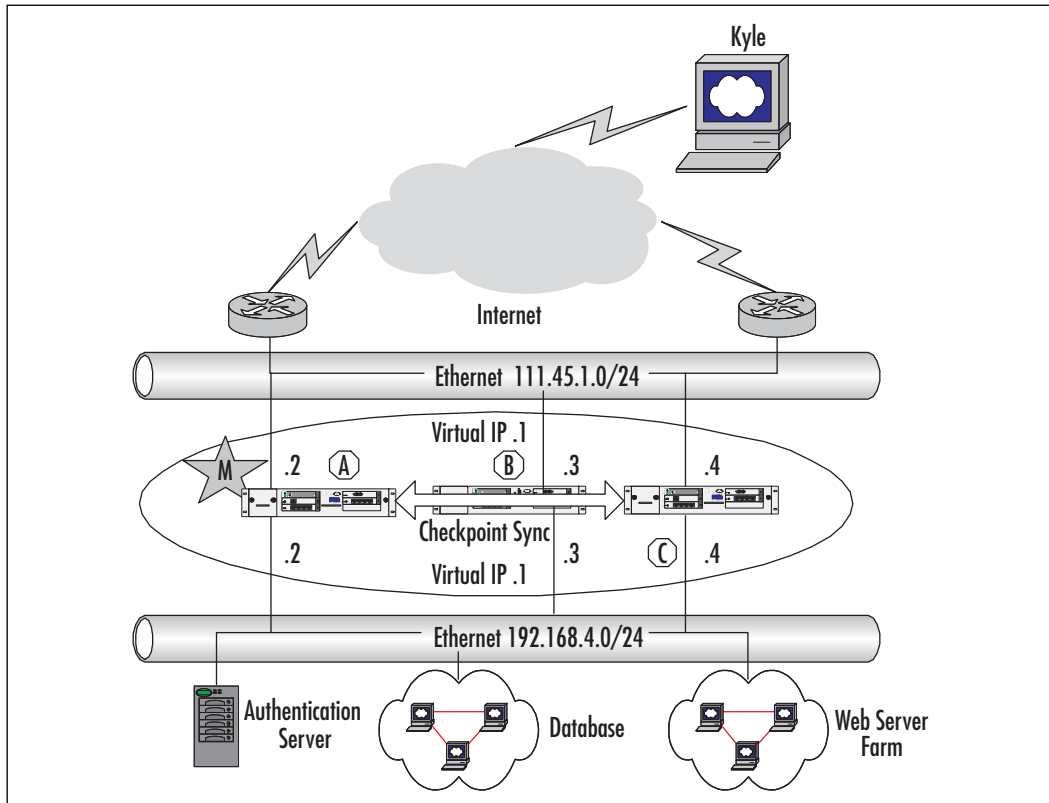 Kyle
Internet
Ethernet 111.45.1.0/24
Virtual IP .1
M
.2
A
B
.3
.4
Checkpoint Sync
.2
.3
C
.4
Virtual IP .1
Ethernet 192.168.4.0/24
Authentication
Server
Database
Web Server
Farm